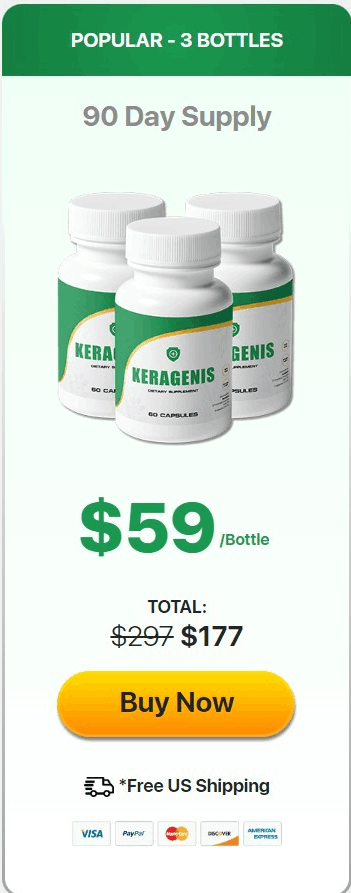 POPULAR - 3 BOTTLES
90 Day Supply
KERAGENIS
DIETARY SUPPLEMENT
60 CAPSULES
$59 /Bottle
TOTAL:
$297 $177
Buy Now
*Free US Shipping
VISA PayPal MasterCard DISCOVER AMERICAN EXPRESS